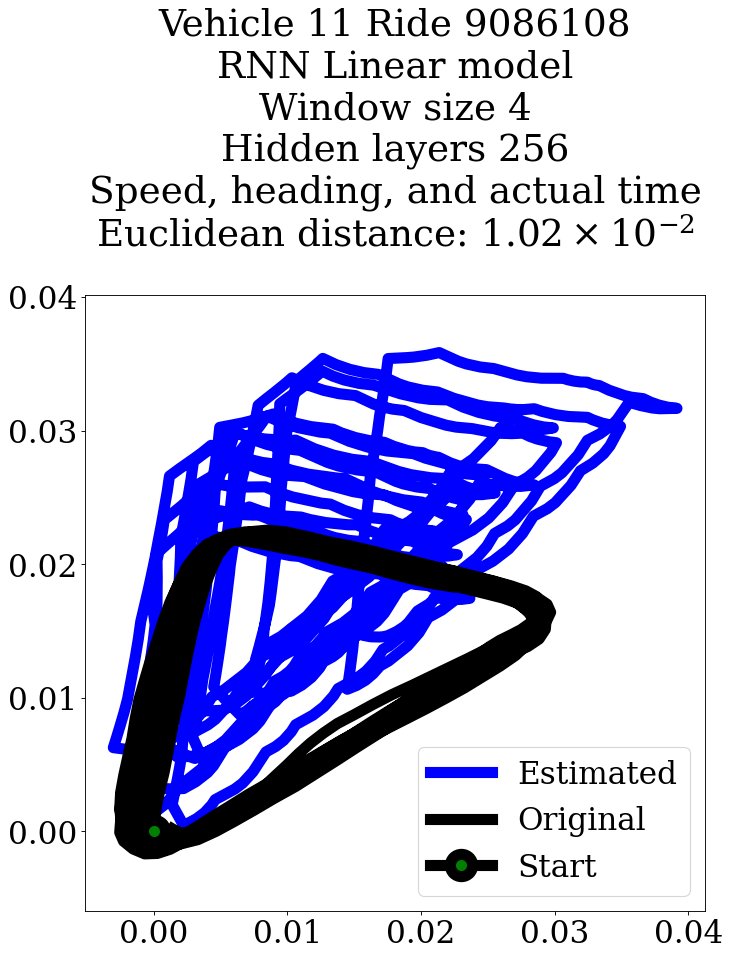 Vehicle 11 Ride 9086108
RNN Linear model
Window size 4
Hidden layers 256
Speed, heading, and actual time
Euclidean distance: 1.02 × 10⁻²
0.04
0.03
0.02
0.01
0.00
Estimated
Original
Start
0.00 0.01 0.02 0.03 0.04